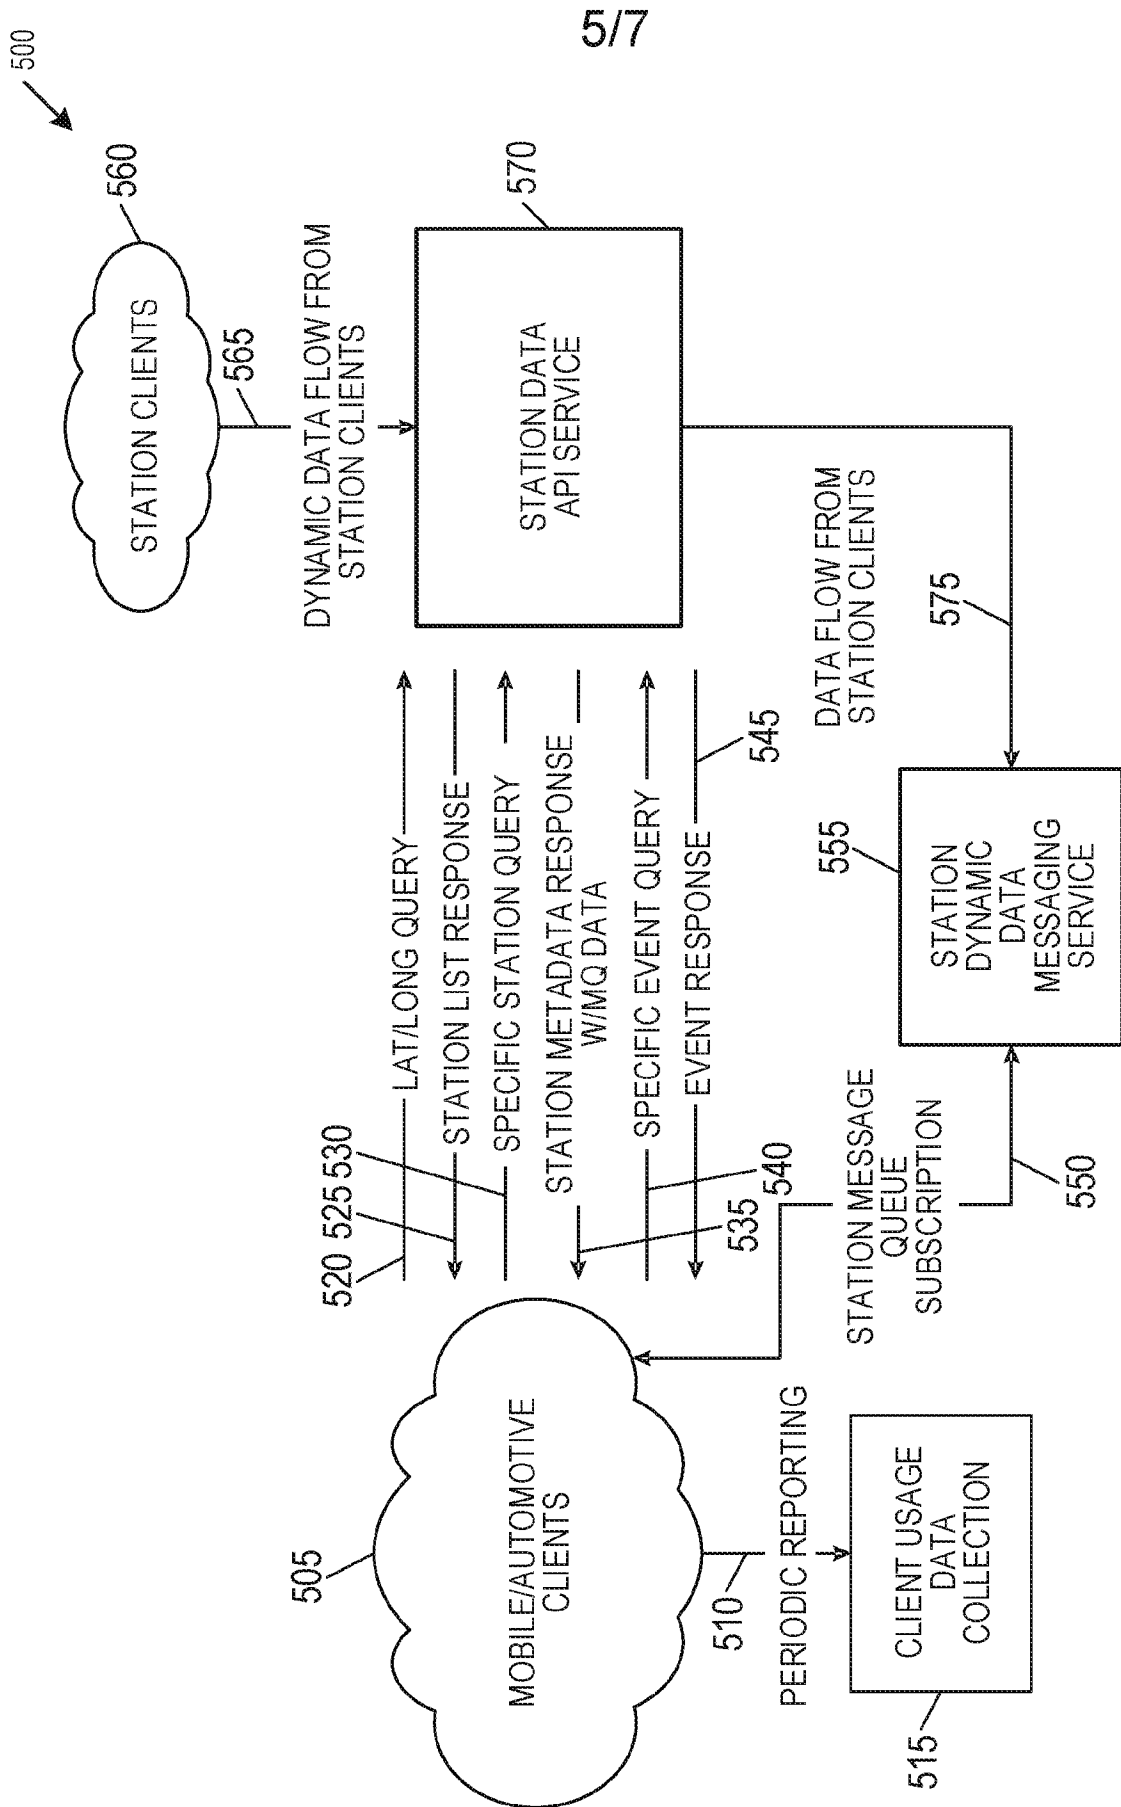 5/7
500
STATION CLIENTS
560
565
DYNAMIC DATA FLOW FROM
STATION CLIENTS
STATION DATA
API SERVICE
570
520
LAT/LONG QUERY
525
STATION LIST RESPONSE
530
SPECIFIC STATION QUERY
STATION METADATA RESPONSE
W/MQ DATA
535
SPECIFIC EVENT QUERY
540
EVENT RESPONSE
545
MOBILE/AUTOMOTIVE
CLIENTS
505
510
PERIODIC REPORTING
CLIENT USAGE
DATA
COLLECTION
515
STATION MESSAGE
QUEUE
SUBSCRIPTION
550
STATION
DYNAMIC
DATA
MESSAGING
SERVICE
555
DATA FLOW FROM
STATION CLIENTS
575